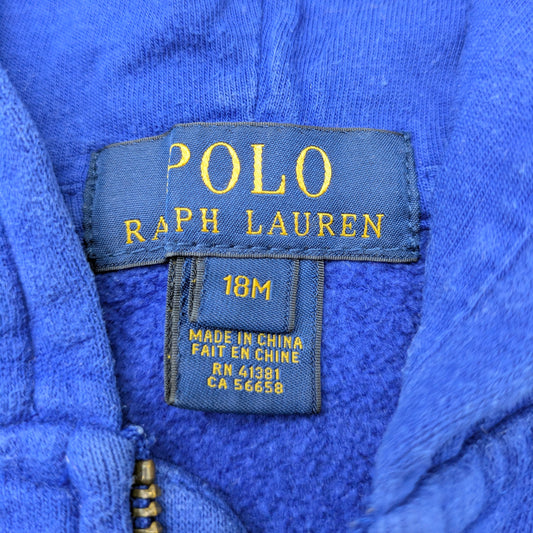 POLO
RALPH LAUREN
18M
MADE IN CHINA
FAIT EN CHINE
RN 41381
CA 56658